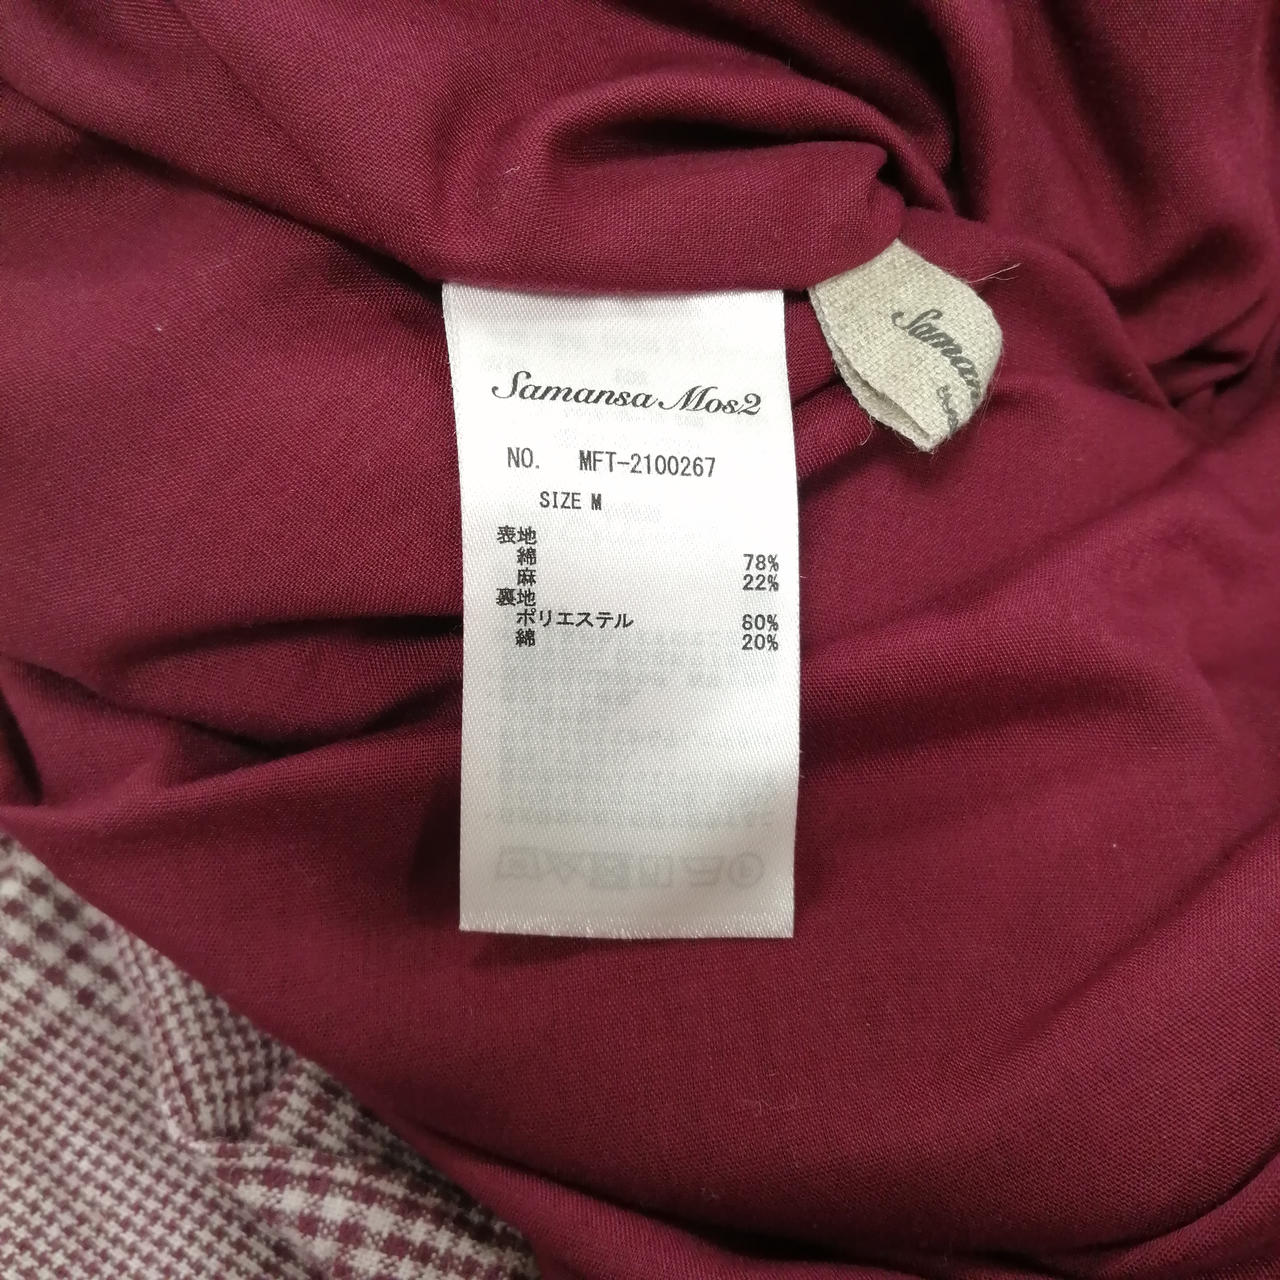 Samansa Mos2
NO. MFT-2100267
SIZE M
表地
綿 78%
麻 22%
裏地
ポリエステル 80%
綿 20%
Saman